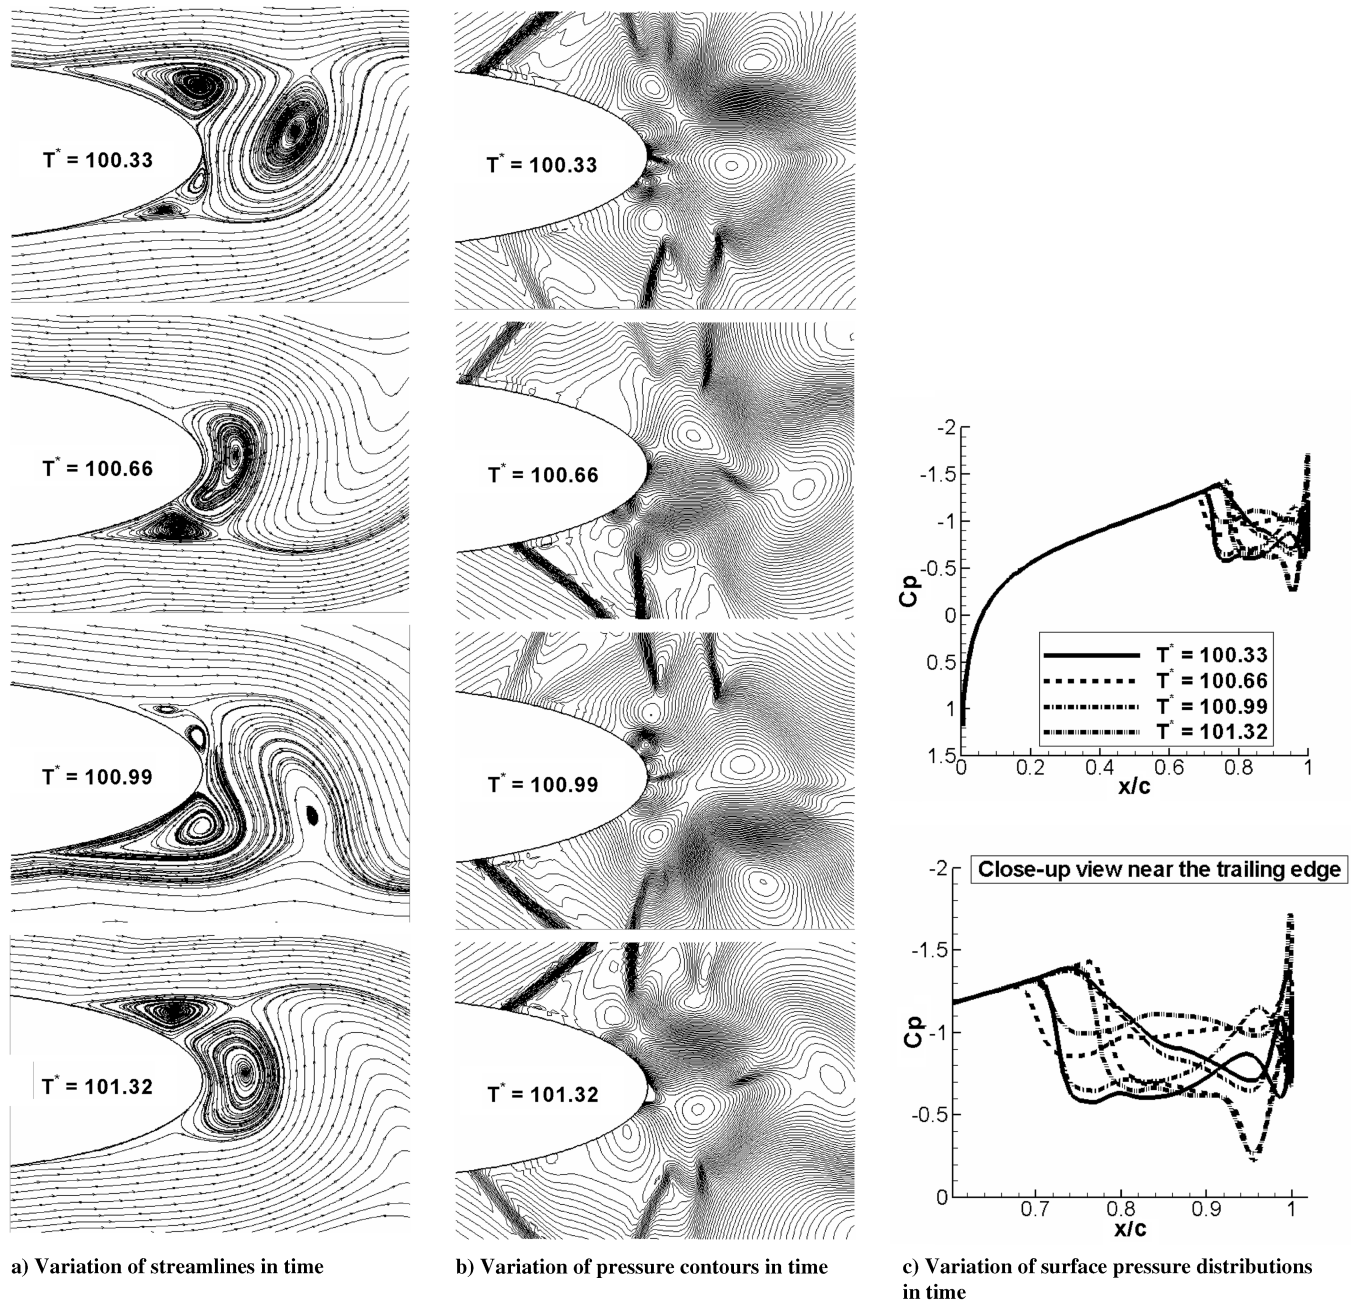 T* = 100.33
T* = 100.66
T* = 100.99
T* = 101.32
a) Variation of streamlines in time
T* = 100.33
T* = 100.66
T* = 100.99
T* = 101.32
b) Variation of pressure contours in time
-2
-1.5
-1
-0.5
0
0.5
1
1.5
Cp
T* = 100.33
T* = 100.66
T* = 100.99
T* = 101.32
0 0.2 0.4 0.6 0.8 1
x/c
Close-up view near the trailing edge
-2
-1.5
-1
-0.5
0
Cp
0.7 0.8 0.9 1
x/c
c) Variation of surface pressure distributions
in time